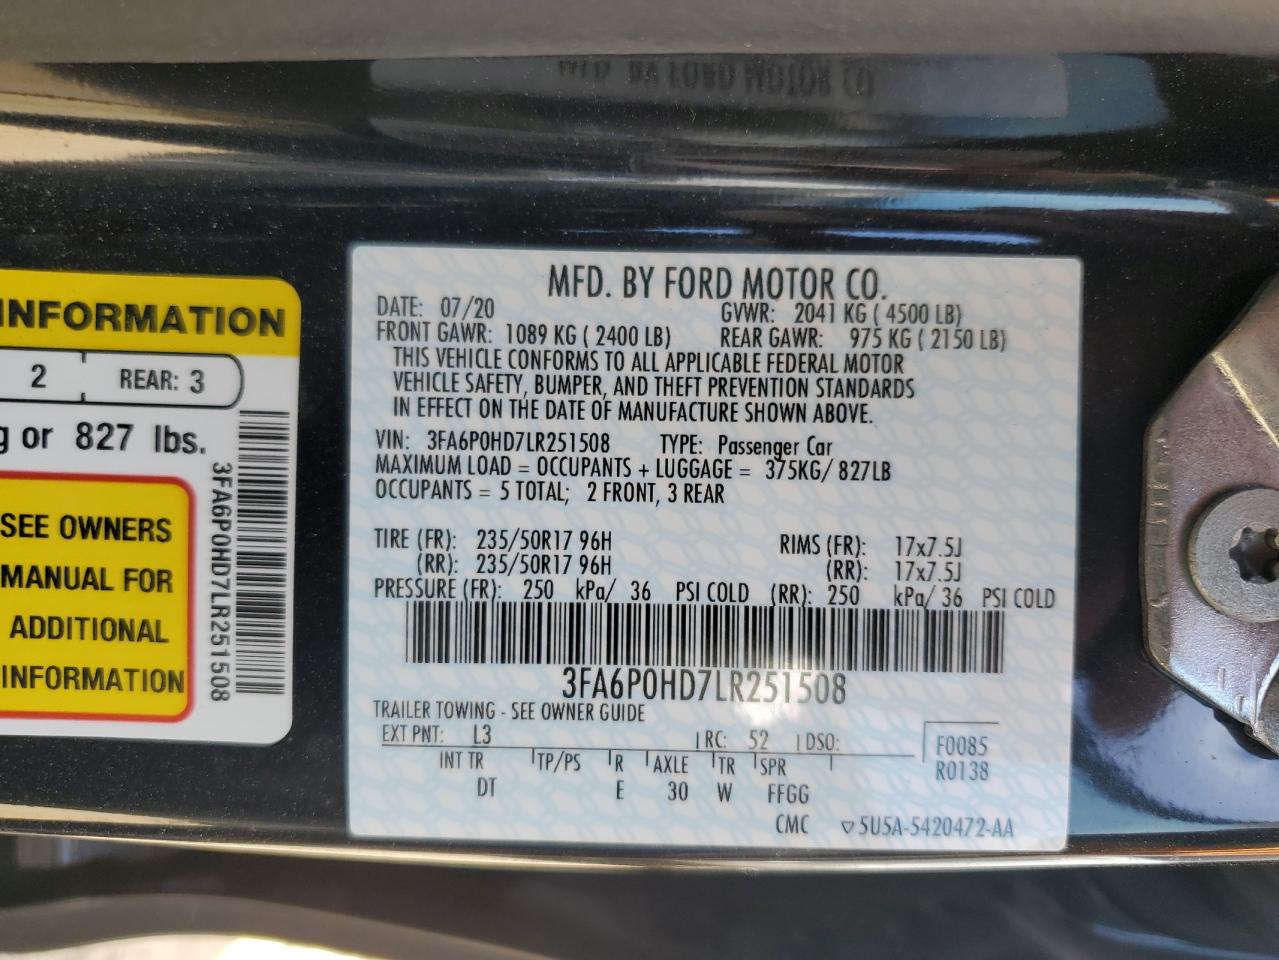 MFD. BY FORD MOTOR CO
INFORMATION
2 REAR: 3
g or 827 lbs.
SEE OWNERS
MANUAL FOR
ADDITIONAL
INFORMATION
3FA6P0HD7LR251508
MFD. BY FORD MOTOR CO.
DATE: 07/20 GVWR: 2041 KG ( 4500 LB)
FRONT GAWR: 1089 KG ( 2400 LB) REAR GAWR: 975 KG ( 2150 LB)
THIS VEHICLE CONFORMS TO ALL APPLICABLE FEDERAL MOTOR
VEHICLE SAFETY, BUMPER, AND THEFT PREVENTION STANDARDS
IN EFFECT ON THE DATE OF MANUFACTURE SHOWN ABOVE.
VIN: 3FA6P0HD7LR251508 TYPE: Passenger Car
MAXIMUM LOAD = OCCUPANTS + LUGGAGE = 375KG/ 827LB
OCCUPANTS = 5 TOTAL; 2 FRONT, 3 REAR
TIRE (FR): 235/50R17 96H RIMS (FR): 17x7.5J
(RR): 235/50R17 96H (RR): 17x7.5J
PRESSURE (FR): 250 kPa/ 36 PSI COLD (RR): 250 kPa/ 36 PSI COLD
3FA6P0HD7LR251508
TRAILER TOWING - SEE OWNER GUIDE
EXT PNT: L3 RC: 52 DSO: F0085
INT TR TP/PS R AXLE TR SPR R0138
DT E 30 W FFGG
CMC ▽5U5A-5420472-AA